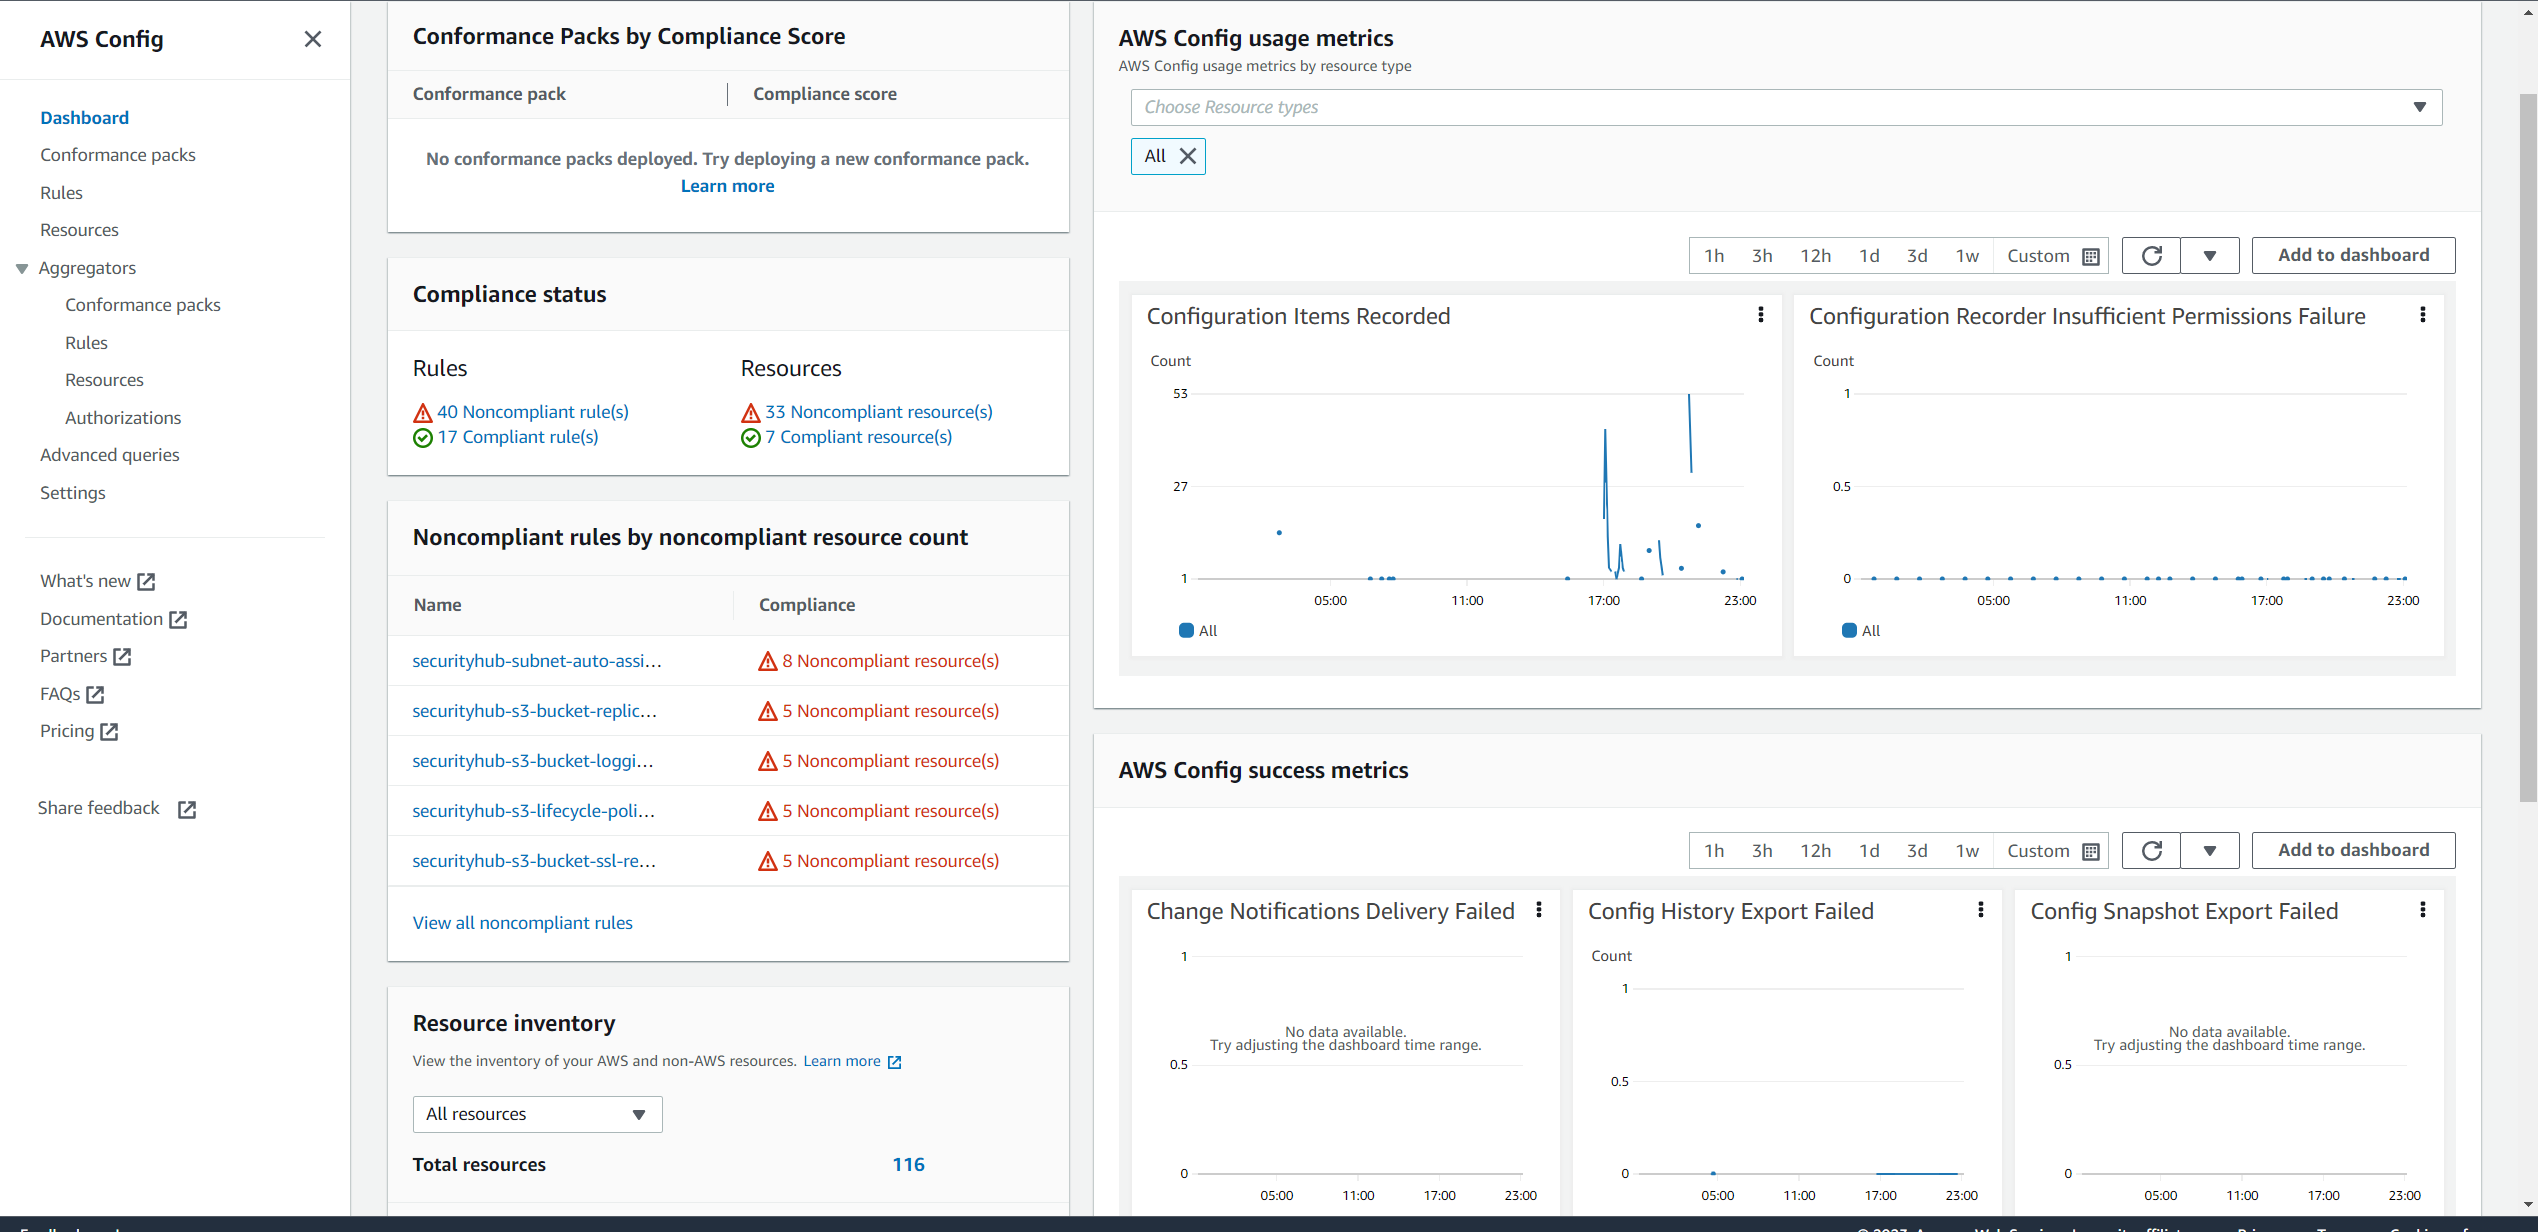 AWS Config
Dashboard
Conformance packs
Rules
Resources
Aggregators
Conformance packs
Rules
Resources
Authorizations
Advanced queries
Settings
What's new
Documentation
Partners
FAQs
Pricing
Share feedback
Conformance Packs by Compliance Score
Conformance pack Compliance score
No conformance packs deployed. Try deploying a new conformance pack.
Learn more
Compliance status
Rules Resources
40 Noncompliant rule(s) 33 Noncompliant resource(s)
17 Compliant rule(s) 7 Compliant resource(s)
Noncompliant rules by noncompliant resource count
Name Compliance
securityhub-subnet-auto-assi... 8 Noncompliant resource(s)
securityhub-s3-bucket-replic... 5 Noncompliant resource(s)
securityhub-s3-bucket-loggi... 5 Noncompliant resource(s)
securityhub-s3-lifecycle-poli... 5 Noncompliant resource(s)
securityhub-s3-bucket-ssl-re... 5 Noncompliant resource(s)
View all noncompliant rules
Resource inventory
View the inventory of your AWS and non-AWS resources. Learn more
All resources
Total resources 116
AWS Config usage metrics
AWS Config usage metrics by resource type
Choose Resource types
All
1h 3h 12h 1d 3d 1w Custom Add to dashboard
Configuration Items Recorded
Count
53
27
1
05:00 11:00 17:00 23:00
All
Configuration Recorder Insufficient Permissions Failure
Count
1
0.5
0
05:00 11:00 17:00 23:00
All
AWS Config success metrics
1h 3h 12h 1d 3d 1w Custom Add to dashboard
Change Notifications Delivery Failed
1
No data available.
Try adjusting the dashboard time range.
0.5
0
05:00 11:00 17:00 23:00
Config History Export Failed
Count
1
0.5
0
05:00 11:00 17:00 23:00
Config Snapshot Export Failed
1
No data available.
Try adjusting the dashboard time range.
0.5
0
05:00 11:00 17:00 23:00